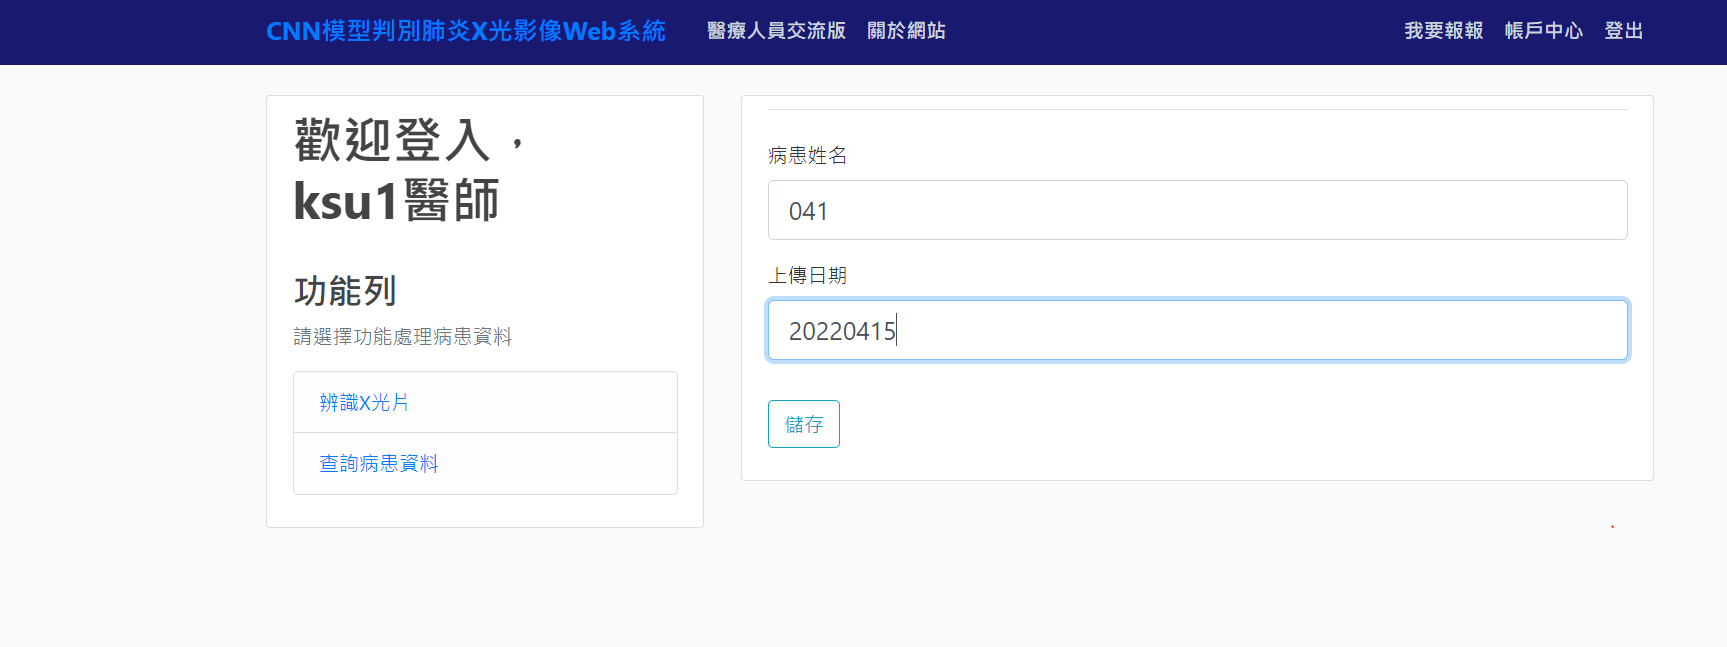 CNN模型判別肺炎X光影像Web系統 醫療人員交流版 關於網站 我要報報 帳戶中心 登出
歡迎登入，
ksu1醫師
功能列
請選擇功能處理病患資料
辨識X光片
查詢病患資料
病患姓名
041
上傳日期
20220415
儲存